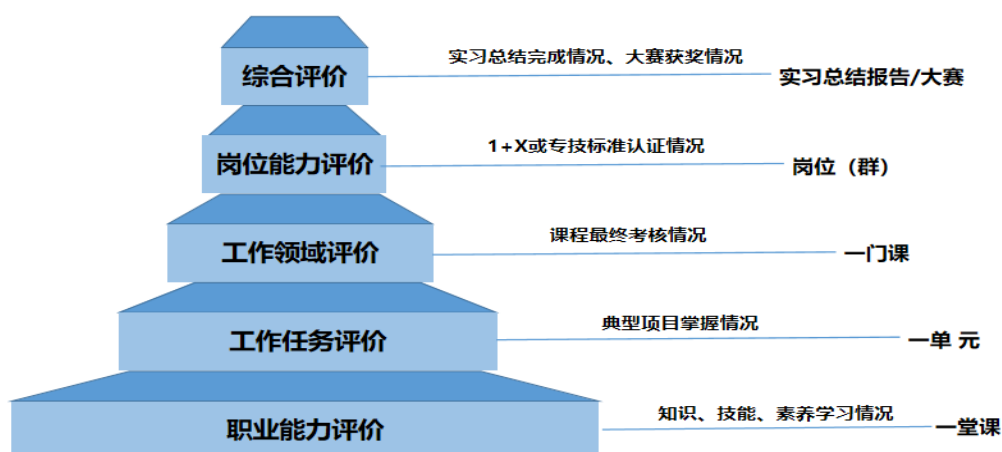 综合评价
实习总结完成情况、大赛获奖情况
实习总结报告/大赛
岗位能力评价
1+X或专技标准认证情况
岗位（群）
工作领域评价
课程最终考核情况
一门课
工作任务评价
典型项目掌握情况
一单 元
职业能力评价
知识、技能、素养学习情况
一堂课